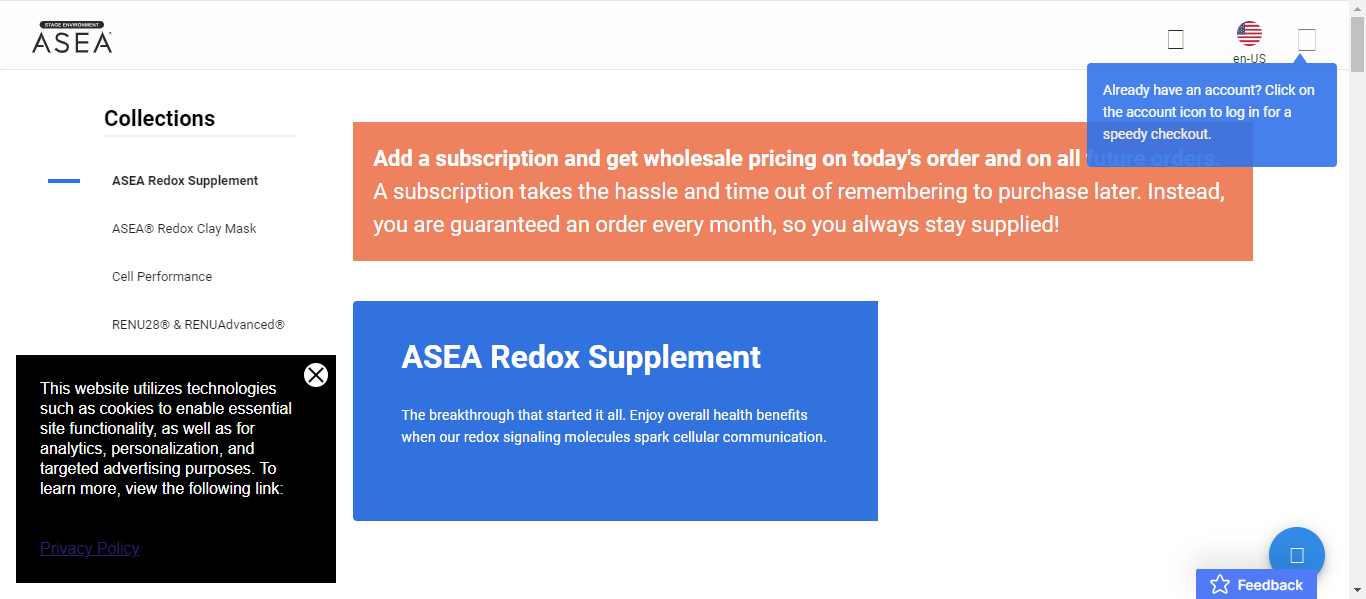 STAGE ENVIRONMENT
ASEA
en-US
Already have an account? Click on
the account icon to log in for a
speedy checkout.
Collections
ASEA Redox Supplement
ASEA® Redox Clay Mask
Cell Performance
RENU28® & RENUAdvanced®
Add a subscription and get wholesale pricing on today's order and on all future orders.
A subscription takes the hassle and time out of remembering to purchase later. Instead,
you are guaranteed an order every month, so you always stay supplied!
ASEA Redox Supplement
The breakthrough that started it all. Enjoy overall health benefits
when our redox signaling molecules spark cellular communication.
This website utilizes technologies
such as cookies to enable essential
site functionality, as well as for
analytics, personalization, and
targeted advertising purposes. To
learn more, view the following link:
Privacy Policy
Feedback